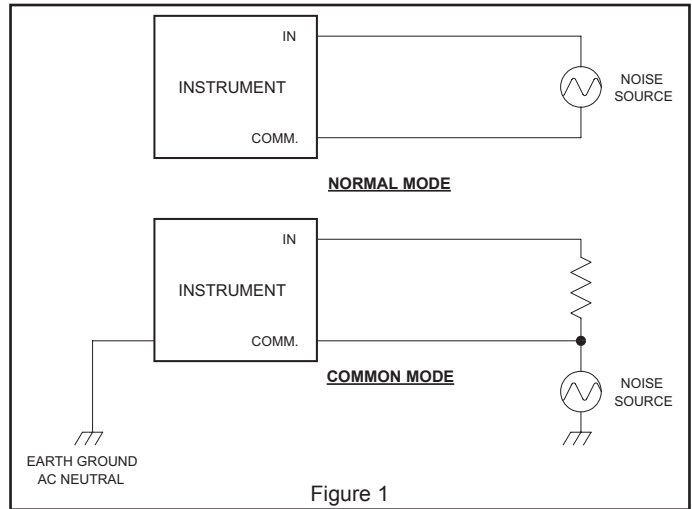 IN
INSTRUMENT
NOISE
SOURCE
COMM.
NORMAL MODE
IN
INSTRUMENT
COMM.
COMMON MODE
NOISE
SOURCE
EARTH GROUND
AC NEUTRAL
Figure 1